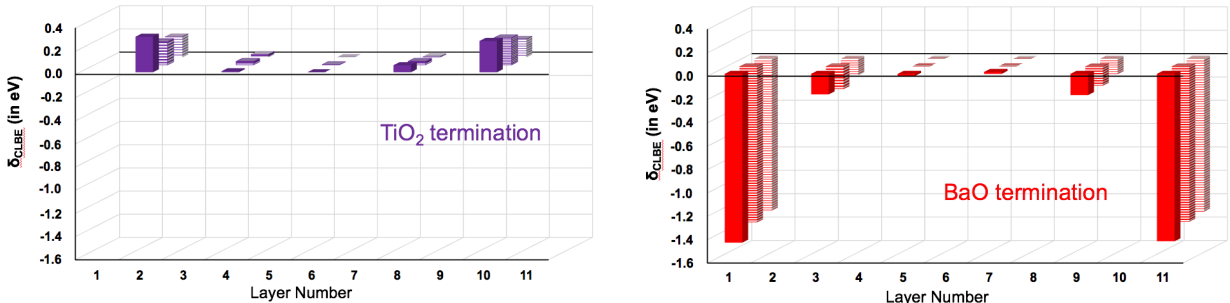 0.4
0.2
0.0
-0.2
-0.4
-0.6
-0.8
-1.0
-1.2
-1.4
-1.6
δCLBE (in eV)
TiO2 termination
1 2 3 4 5 6 7 8 9 10 11
Layer Number
0.4
0.2
0.0
-0.2
-0.4
-0.6
-0.8
-1.0
-1.2
-1.4
-1.6
δCLBE (in eV)
BaO termination
1 2 3 4 5 6 7 8 9 10 11
Layer Number